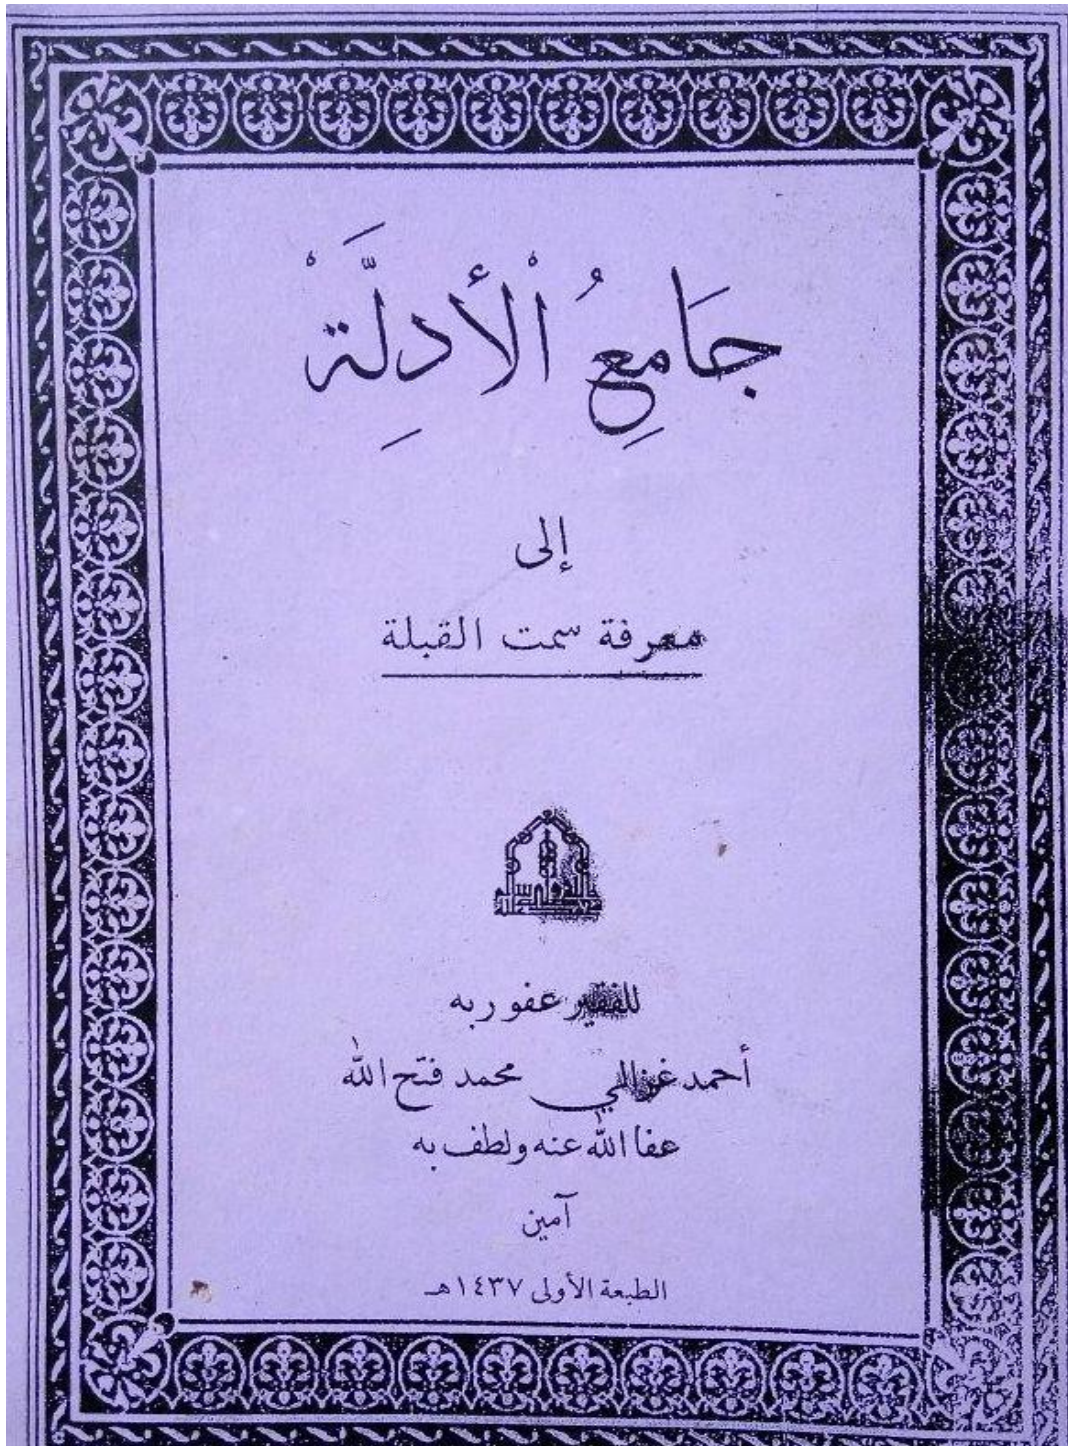 جَامِعُ الْأَدِلَّةْ
إلى
معرفة سمت القبلة
للفقير عفو ربه
أحمد غزالي محمد فتح الله
عفا الله عنه ولطف به
آمين
الطبعة الأولى ١٤٣٧هـ